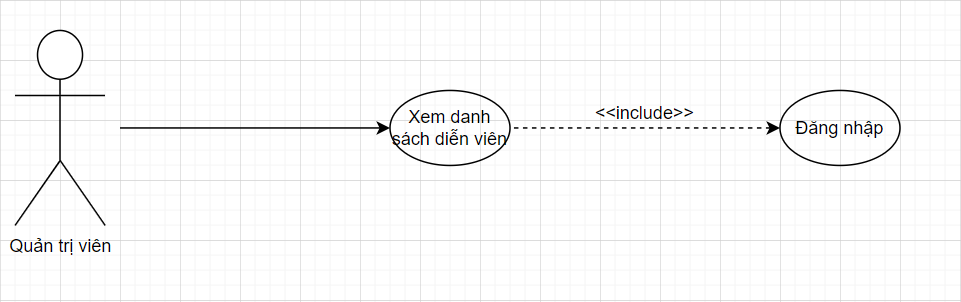 Xem danh
sách diễn viên
<<include>>
Đăng nhập
Quản trị viên